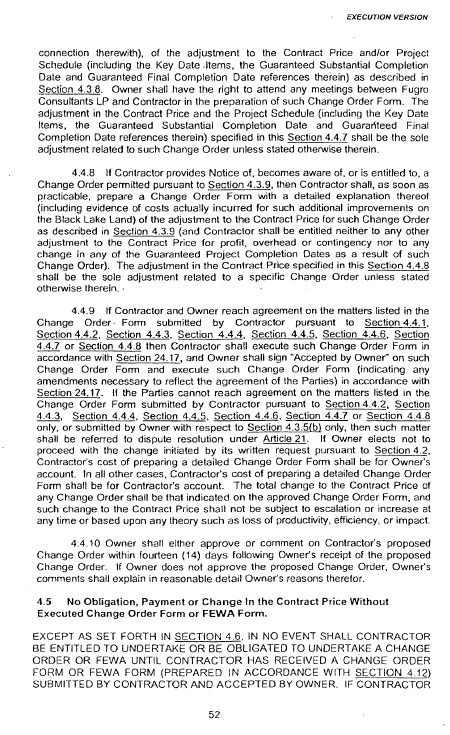 EXECUTION VERSION
connection therewith), of the adjustment to the Contract Price and/or Project
Schedule (including the Key Date Items, the Guaranteed Substantial Completion
Date and Guaranteed Final Completion Date references therein) as described in
Section 4.3.8. Owner shall have the right to attend any meetings between Fugro
Consultants LP and Contractor in the preparation of such Change Order Form. The
adjustment in the Contract Price and the Project Schedule (including the Key Date
Items, the Guaranteed Substantial Completion Date and Guaranteed Final
Completion Date references therein) specified in this Section 4.4.7 shall be the sole
adjustment related to such Change Order unless stated otherwise therein.
4.4.8 If Contractor provides Notice of, becomes aware of, or is entitled to, a
Change Order permitted pursuant to Section 4.3.9, then Contractor shall, as soon as
practicable, prepare a Change Order Form with a detailed explanation thereof
(including evidence of costs actually incurred for such additional improvements on
the Black Lake Land) of the adjustment to the Contract Price for such Change Order
as described in Section 4.3.9 (and Contractor shall be entitled neither to any other
adjustment to the Contract Price for profit, overhead or contingency nor to any
change in any of the Guaranteed Project Completion Dates as a result of such
Change Order). The adjustment in the Contract Price specified in this Section 4.4.8
shall be the sole adjustment related to a specific Change Order unless stated
otherwise therein.
4.4.9 If Contractor and Owner reach agreement on the matters listed in the
Change Order Form submitted by Contractor pursuant to Section 4.4.1,
Section 4.4.2, Section 4.4.3, Section 4.4.4, Section 4.4.5, Section 4.4.6, Section
4.4.7 or Section 4.4.8 then Contractor shall execute such Change Order Form in
accordance with Section 24.17, and Owner shall sign "Accepted by Owner" on such
Change Order Form and execute such Change Order Form (indicating any
amendments necessary to reflect the agreement of the Parties) in accordance with
Section 24.17. If the Parties cannot reach agreement on the matters listed in the
Change Order Form submitted by Contractor pursuant to Section 4.4.2, Section
4.4.3, Section 4.4.4, Section 4.4.5, Section 4.4.6, Section 4.4.7 or Section 4.4.8
only, or submitted by Owner with respect to Section 4.3.5(b) only, then such matter
shall be referred to dispute resolution under Article 21. If Owner elects not to
proceed with the change initiated by its written request pursuant to Section 4.2,
Contractor's cost of preparing a detailed Change Order Form shall be for Owner's
account. In all other cases, Contractor's cost of preparing a detailed Change Order
Form shall be for Contractor's account. The total change to the Contract Price of
any Change Order shall be that indicated on the approved Change Order Form, and
such change to the Contract Price shall not be subject to escalation or increase at
any time or based upon any theory such as loss of productivity, efficiency, or impact.
4.4.10 Owner shall either approve or comment on Contractor's proposed
Change Order within fourteen (14) days following Owner's receipt of the proposed
Change Order. If Owner does not approve the proposed Change Order, Owner's
comments shall explain in reasonable detail Owner's reasons therefor.
4.5 No Obligation, Payment or Change In the Contract Price Without
Executed Change Order Form or FEWA Form.
EXCEPT AS SET FORTH IN SECTION 4.6, IN NO EVENT SHALL CONTRACTOR
BE ENTITLED TO UNDERTAKE OR BE OBLIGATED TO UNDERTAKE A CHANGE
ORDER OR FEWA UNTIL CONTRACTOR HAS RECEIVED A CHANGE ORDER
FORM OR FEWA FORM (PREPARED IN ACCORDANCE WITH SECTION 4.12)
SUBMITTED BY CONTRACTOR AND ACCEPTED BY OWNER. IF CONTRACTOR
52